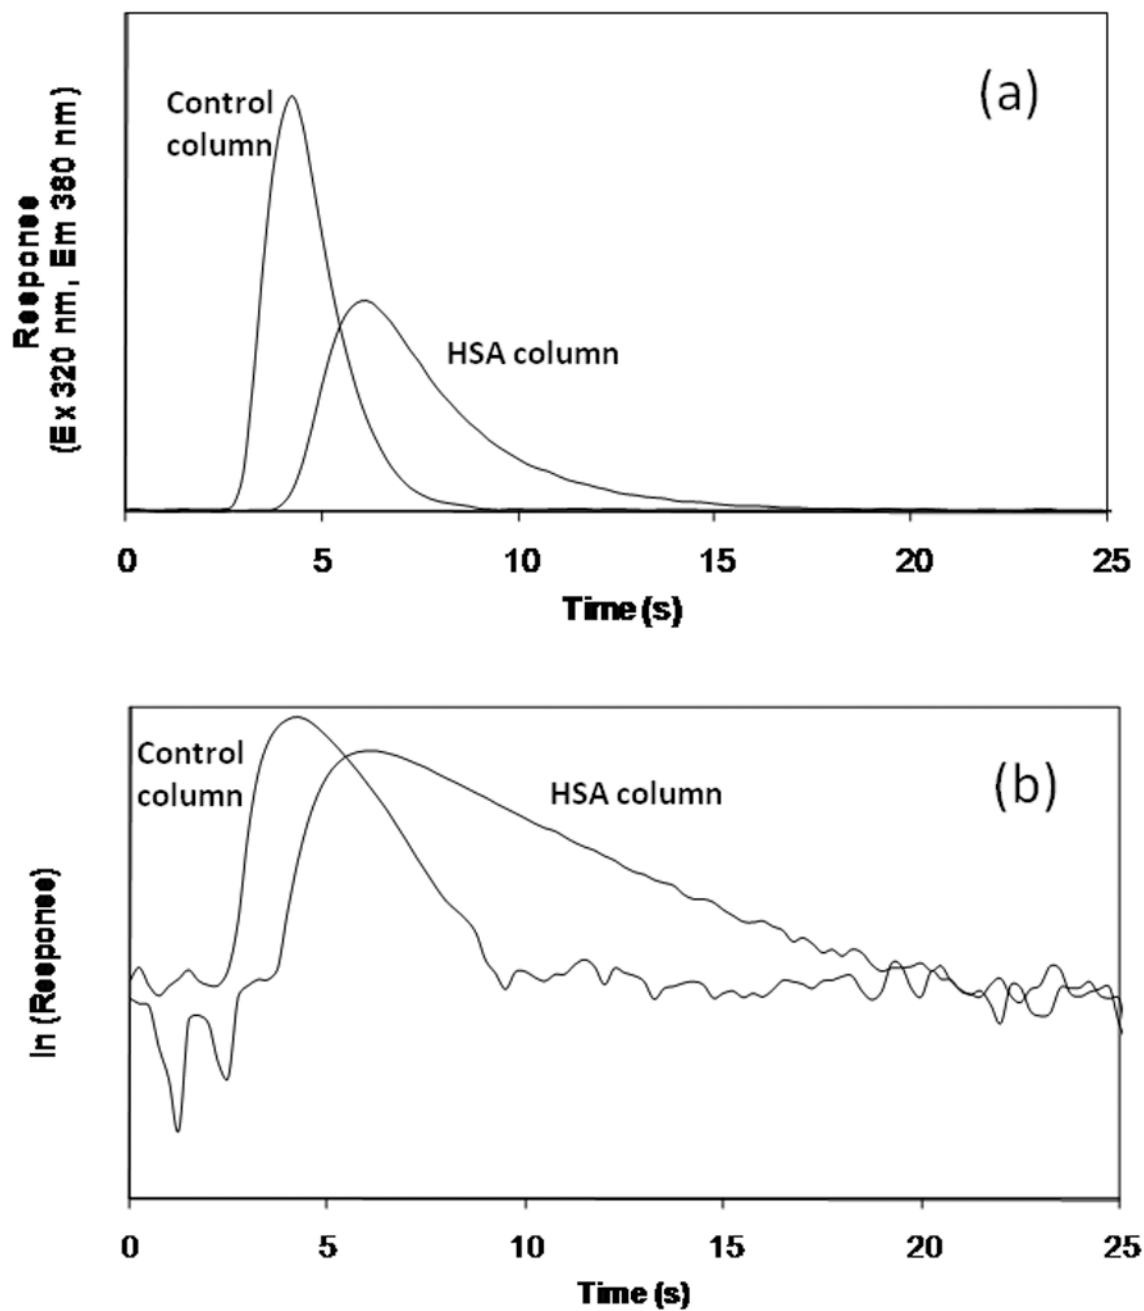 Response
(Ex 320 nm, Em 380 nm)
Control
column
HSA column
(a)
0 5 10 15 20 25
Time (s)
ln (Response)
Control
column
HSA column
(b)
0 5 10 15 20 25
Time (s)